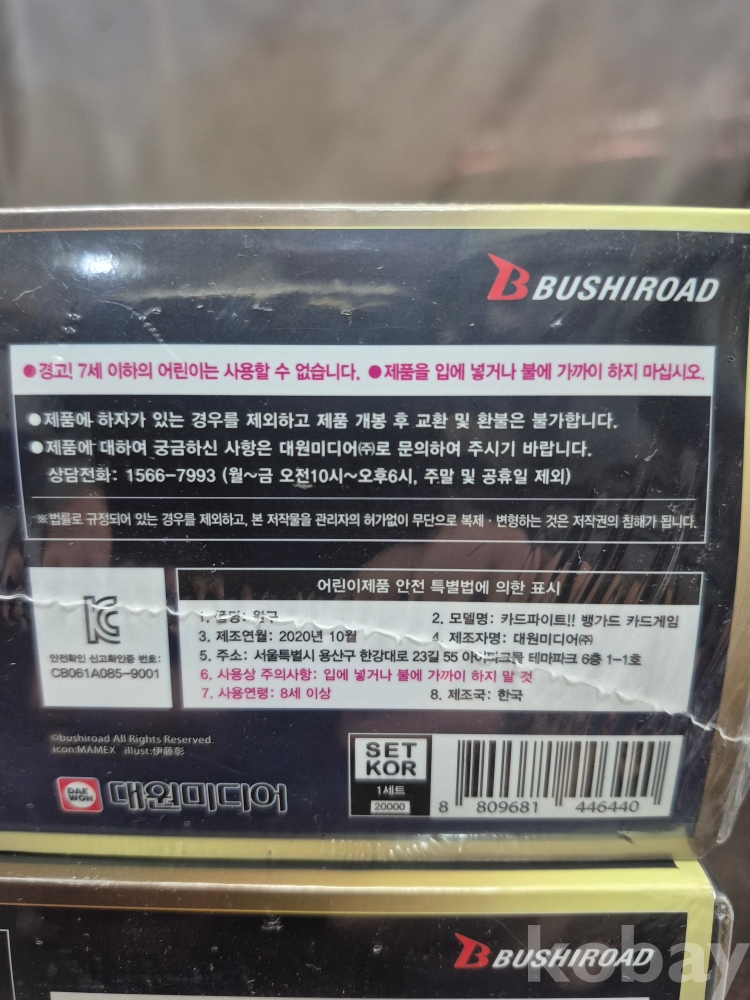 BUSHIROAD
●경고! 7세 이하의 어린이는 사용할 수 없습니다. ●제품을 입에 넣거나 불에 가까이 하지 마십시오.
●제품에 하자가 있는 경우를 제외하고 제품 개봉 후 교환 및 환불은 불가합니다.
●제품에 대하여 궁금하신 사항은 대원미디어㈜로 문의하여 주시기 바랍니다.
상담전화: 1566-7993 (월~금 오전10시~오후6시, 주말 및 공휴일 제외)
※법률로 규정되어 있는 경우를 제외하고, 본 저작물을 관리자의 허가없이 무단으로 복제·변형하는 것은 저작권의 침해가 됩니다.
어린이제품 안전 특별법에 의한 표시
1. 품명: 완구 2. 모델명: 카드파이트!! 뱅가드 카드게임
3. 제조연월: 2020년 10월 4. 제조자명: 대원미디어㈜
5. 주소: 서울특별시 용산구 한강대로 23길 55 아이파크몰 테마파크 6층 1-1호
6. 사용상 주의사항: 입에 넣거나 불에 가까이 하지 말 것
7. 사용연령: 8세 이상 8. 제조국: 한국
안전확인 신고확인증 번호:
CB061A085-9001
©bushiroad All Rights Reserved.
icon:MAMEX illust:伊藤彰
DAE
WON
대원미디어
SET
KOR
1세트
20000
8 809681 446440
BUSHIROAD
kobay